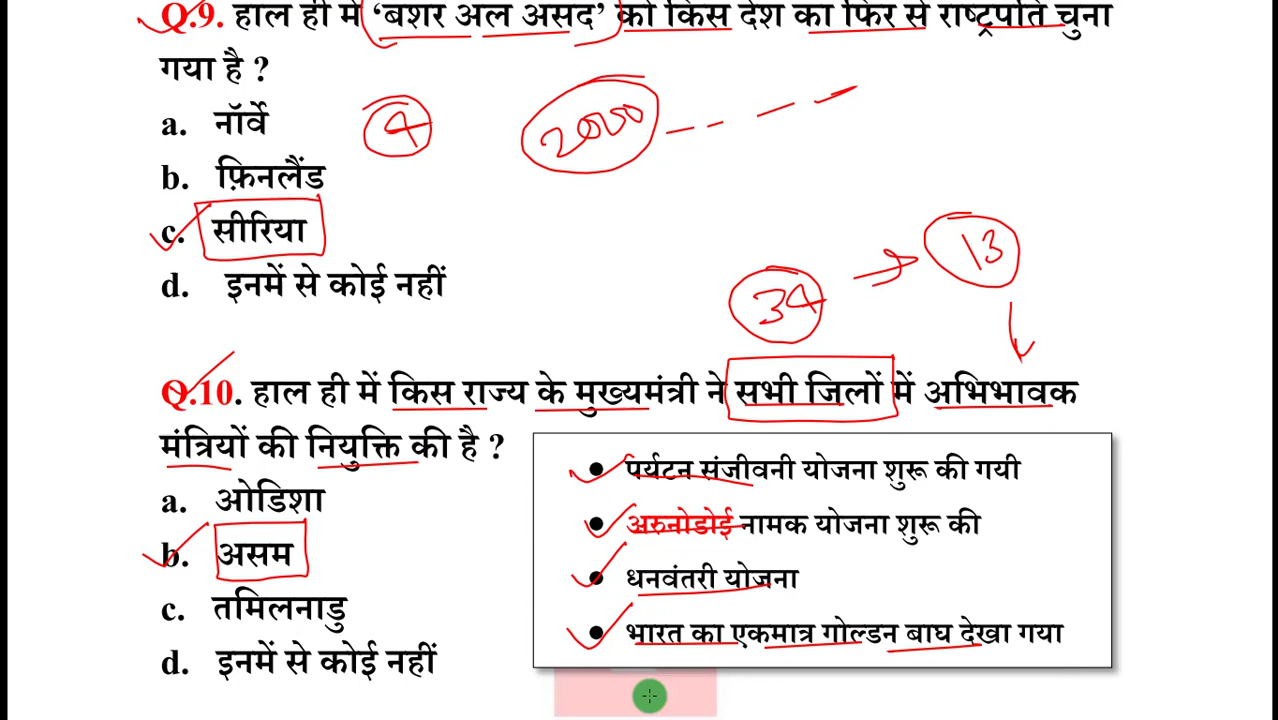 Q.9. हाल ही में ‘बशर अल असद’ को किस देश का फिर से राष्ट्रपति चुना
गया है ?
a. नॉर्वे
4
2000
b. फ़िनलैंड
c. सीरिया
d. इनमें से कोई नहीं
34
13
Q.10. हाल ही में किस राज्य के मुख्यमंत्री ने सभी जिलों में अभिभावक
मंत्रियों की नियुक्ति की है ?
a. ओडिशा
b. असम
c. तमिलनाडु
d. इनमें से कोई नहीं
● पर्यटन संजीवनी योजना शुरू की गयी
● अरुनोडोई नामक योजना शुरू की
● धनवंतरी योजना
● भारत का एकमात्र गोल्डन बाघ देखा गया